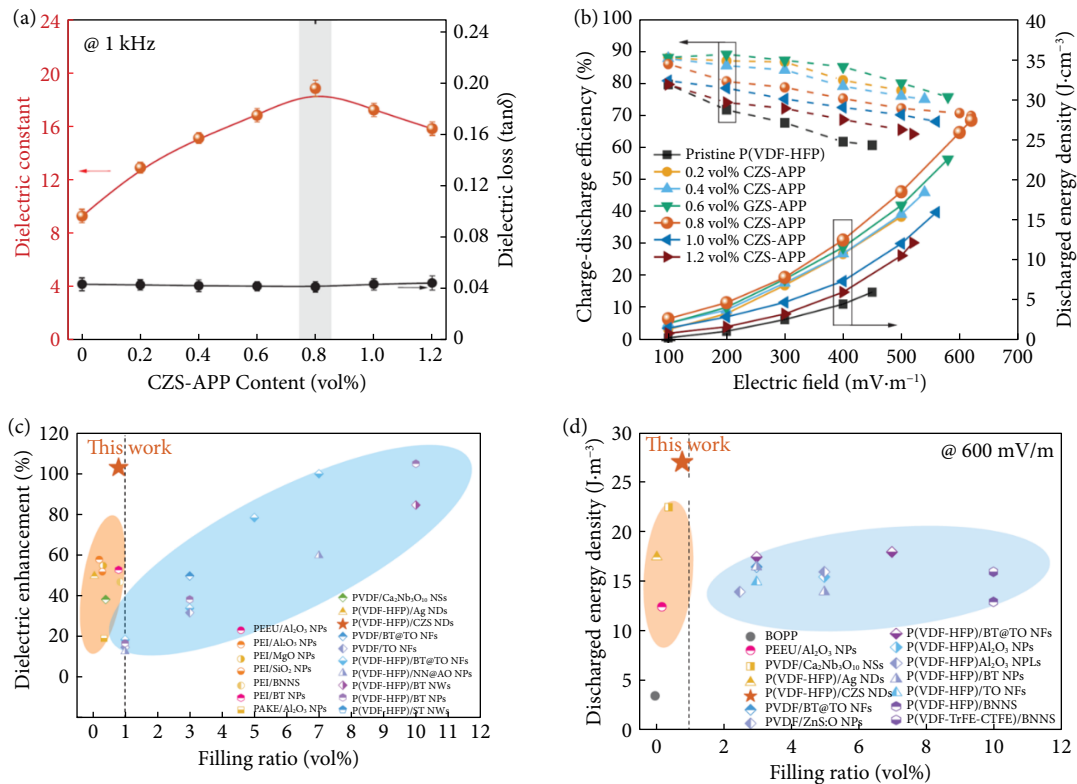 (a)
@ 1 kHz
Dielectric constant
24
20
16
12
8
4
0
Dielectric loss (tanδ)
0.24
0.20
0.16
0.12
0.08
0.04
0
0 0.2 0.4 0.6 0.8 1.0 1.2
CZS-APP Content (vol%)
(b)
Charge-discharge efficiency (%)
100
90
80
70
60
50
40
30
20
10
0
Pristine P(VDF-HFP)
0.2 vol% CZS-APP
0.4 vol% CZS-APP
0.6 vol% GZS-APP
0.8 vol% CZS-APP
1.0 vol% CZS-APP
1.2 vol% CZS-APP
Discharged energy density (J·cm⁻³)
40
35
30
25
20
15
10
5
0
100 200 300 400 500 600 700
Electric field (mV·m⁻¹)
(c)
Dielectric enhancement (%)
120
100
80
60
40
20
0
This work
PEEU/Al₂O₃ NPs
PEI/Al₂O₃ NPs
PEI/MgO NPs
PEI/SiO₂ NPs
PEI/BNNS
PEI/BT NPs
PAKE/Al₂O₃ NPs
PVDF/Ca₂Nb₃O₁₀ NSs
P(VDF-HFP)/Ag NDs
P(VDF-HFP)/CZS NDs
PVDF/BT@TO NFs
PVDF/TO NFs
P(VDF-HFP)/BT@TO NFs
P(VDF-HFP)/NN@AO NPs
P(VDF-HFP)/BT NWs
P(VDF-HFP)/BT NPs
P(VDF-HFP)/ST NWs
0 1 2 3 4 5 6 7 8 9 10 11 12
Filling ratio (vol%)
(d)
This work
@ 600 mV/m
Discharged energy density (J·m⁻³)
30
25
20
15
10
5
0
BOPP
PEEU/Al₂O₃ NPs
PVDF/Ca₂Nb₃O₁₀ NSs
P(VDF-HFP)/Ag NDs
P(VDF-HFP)/CZS NDs
PVDF/BT@TO NFs
PVDF/ZnS:O NPs
P(VDF-HFP)/BT@TO NFs
P(VDF-HFP)Al₂O₃ NPs
P(VDF-HFP)Al₂O₃ NPLs
P(VDF-HFP)/BT NPs
P(VDF-HFP)/TO NFs
P(VDF-HFP)/BNNS
P(VDF-TrFE-CTFE)/BNNS
0 2 4 6 8 10 12
Filling ratio (vol%)